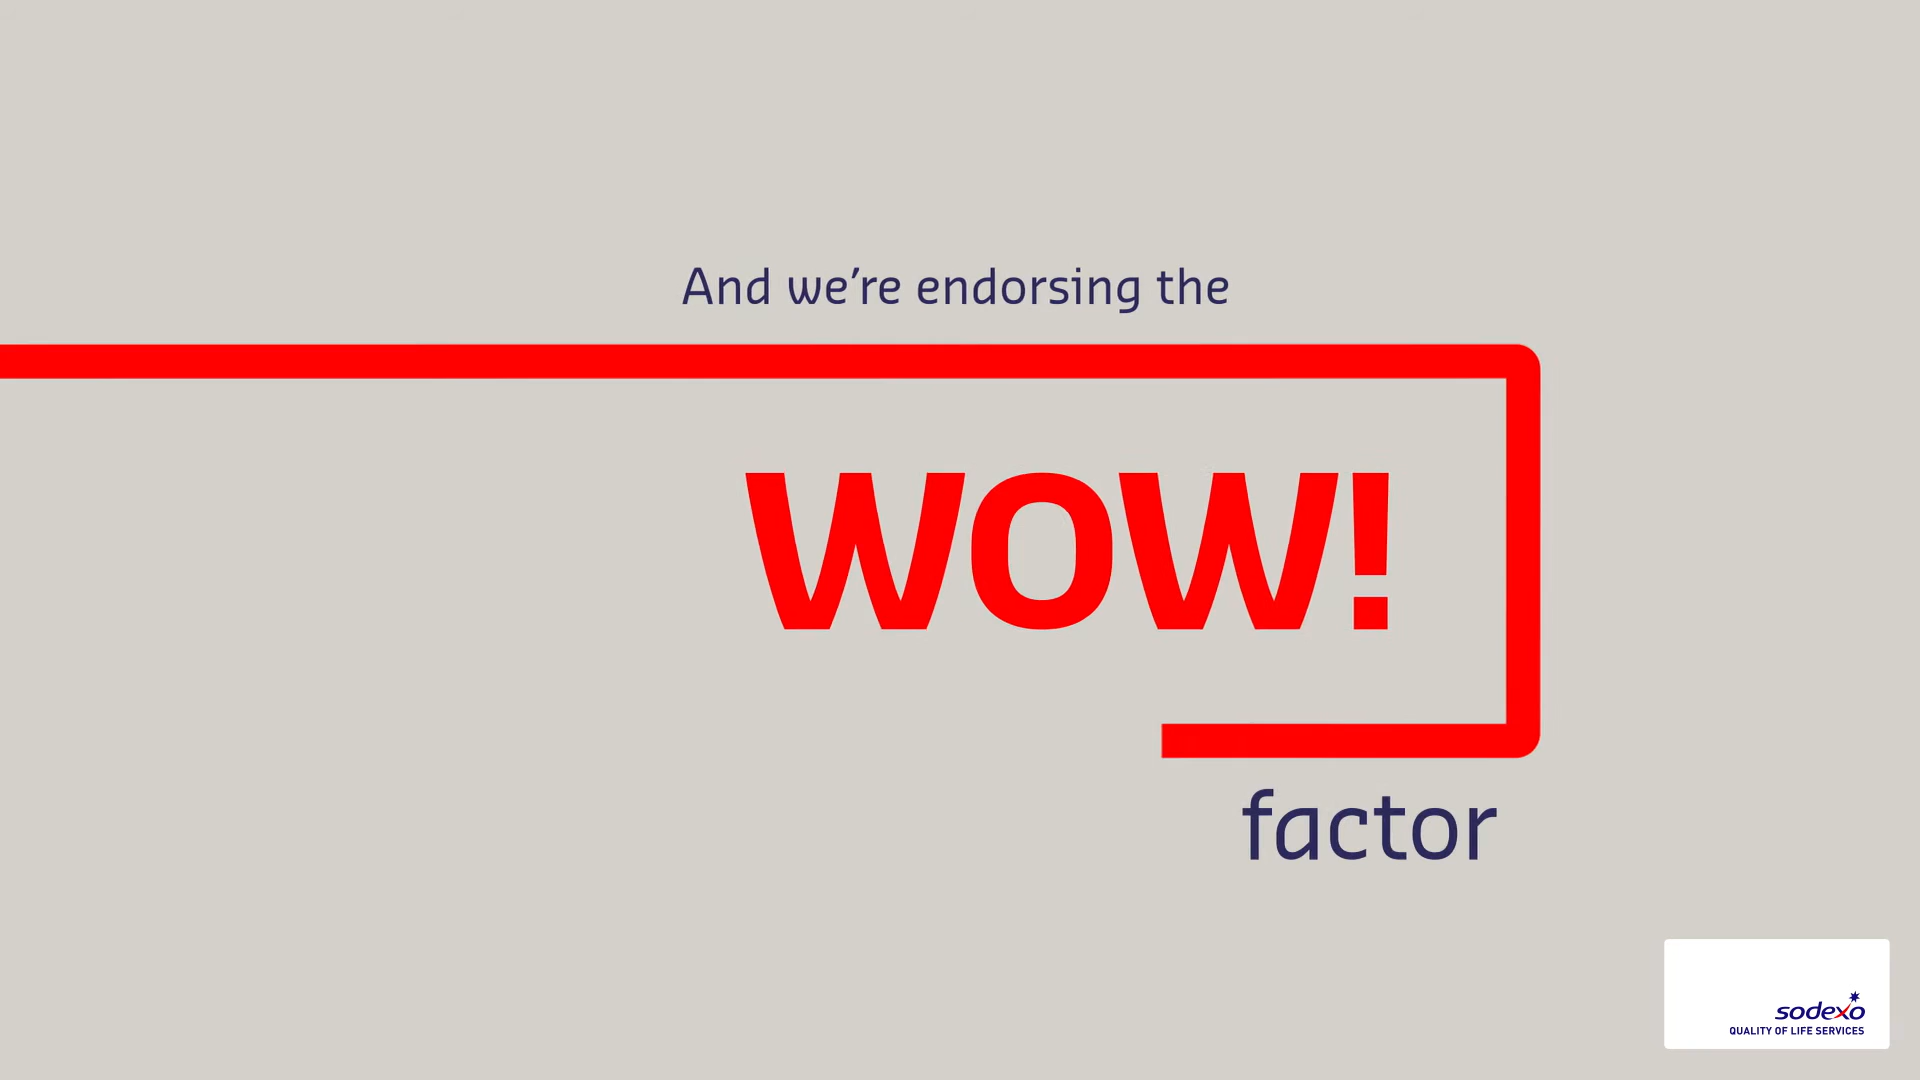 And we’re endorsing the
WOW!
factor
sodexo
QUALITY OF LIFE SERVICES